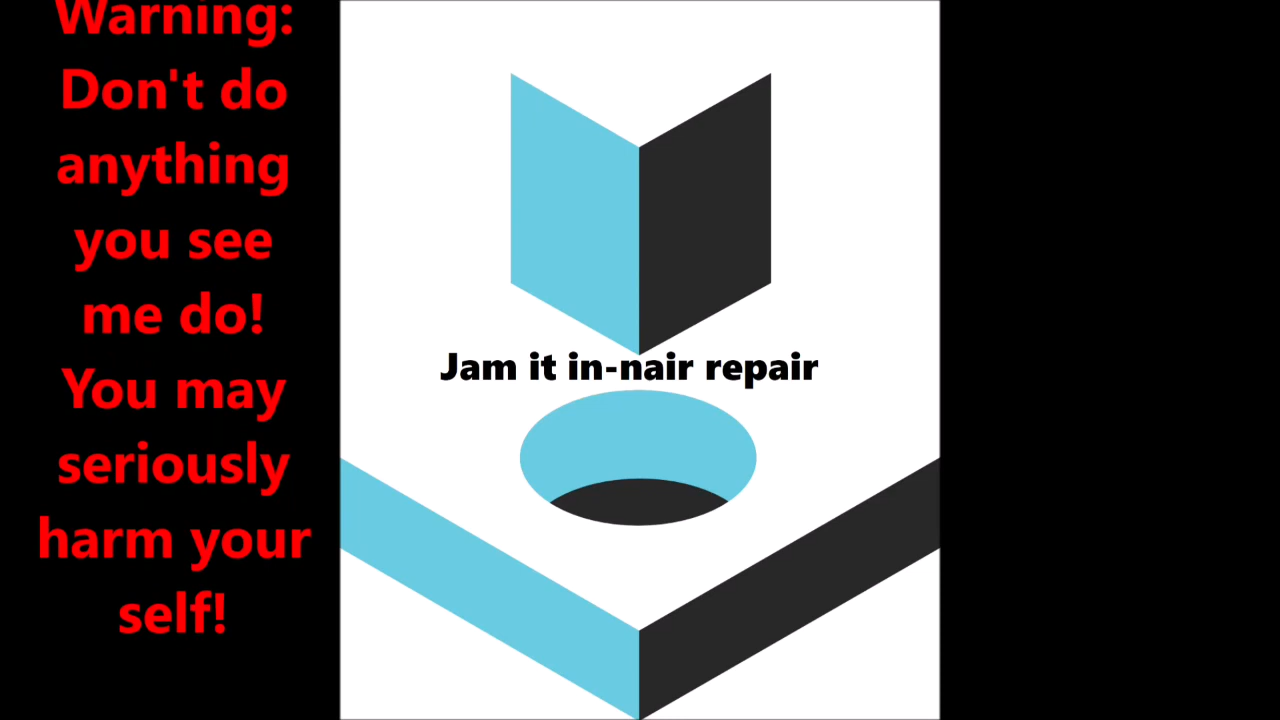 Warning:
Don't do
anything
you see
me do!
You may
seriously
harm your
self!
Jam it in-nair repair